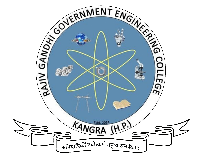 RAJIV GANDHI GOVERNMENT ENGINEERING COLLEGE
KANGRA (H.P.)